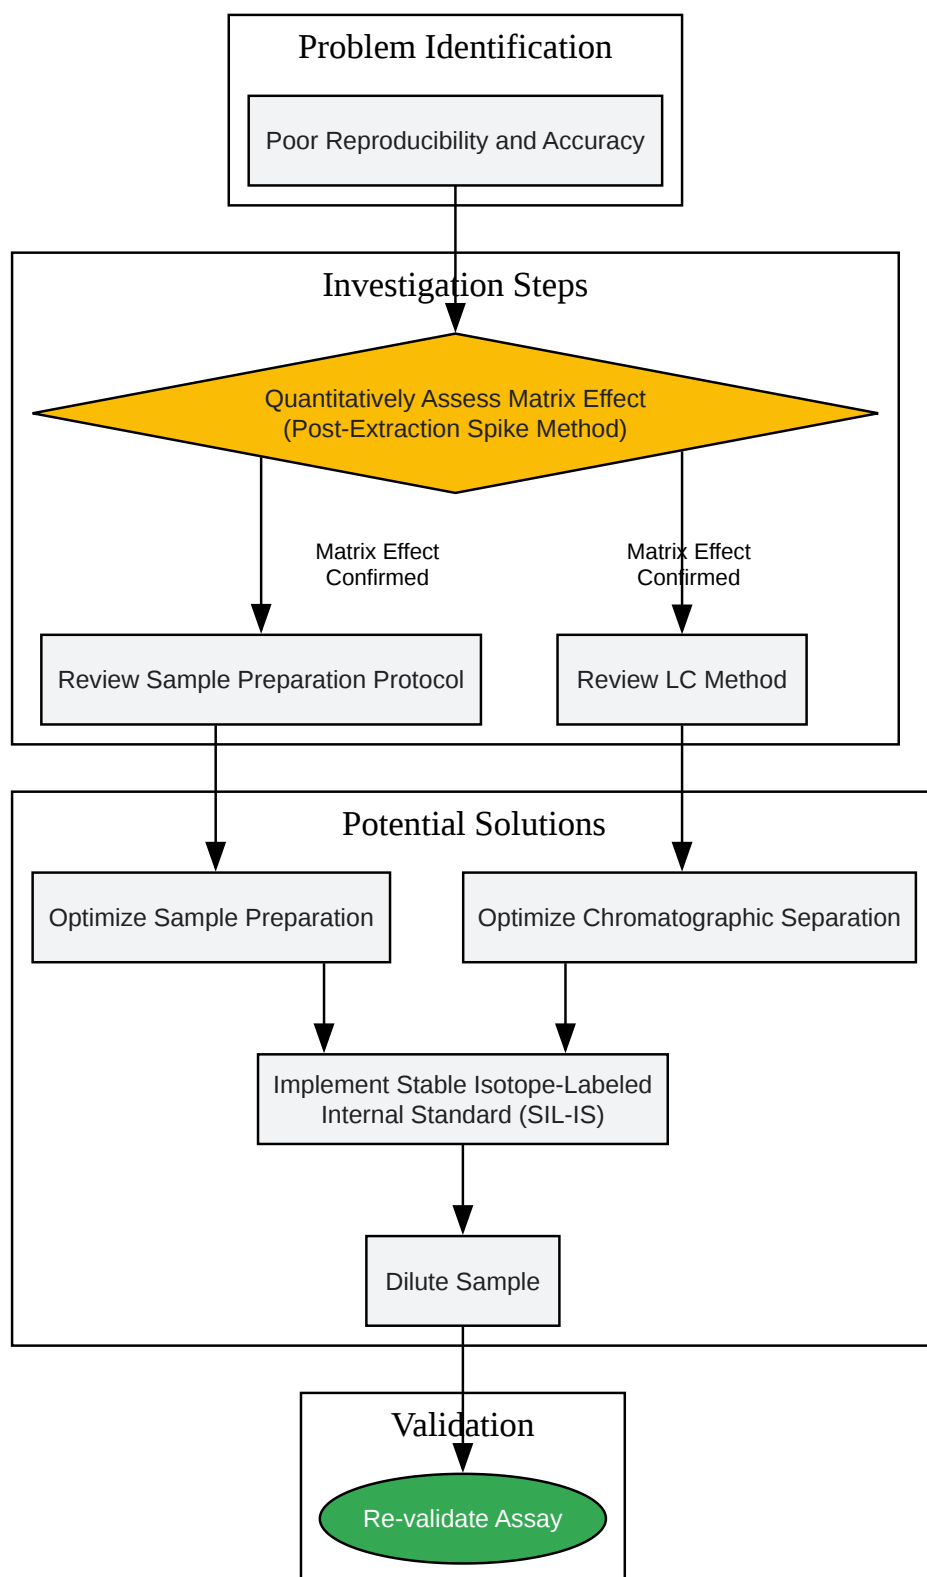 Problem Identification
Poor Reproducibility and Accuracy
Investigation Steps
Quantitatively Assess Matrix Effect
(Post-Extraction Spike Method)
Matrix Effect
Confirmed
Matrix Effect
Confirmed
Review Sample Preparation Protocol
Review LC Method
Potential Solutions
Optimize Sample Preparation
Optimize Chromatographic Separation
Implement Stable Isotope-Labeled
Internal Standard (SIL-IS)
Dilute Sample
Validation
Re-validate Assay